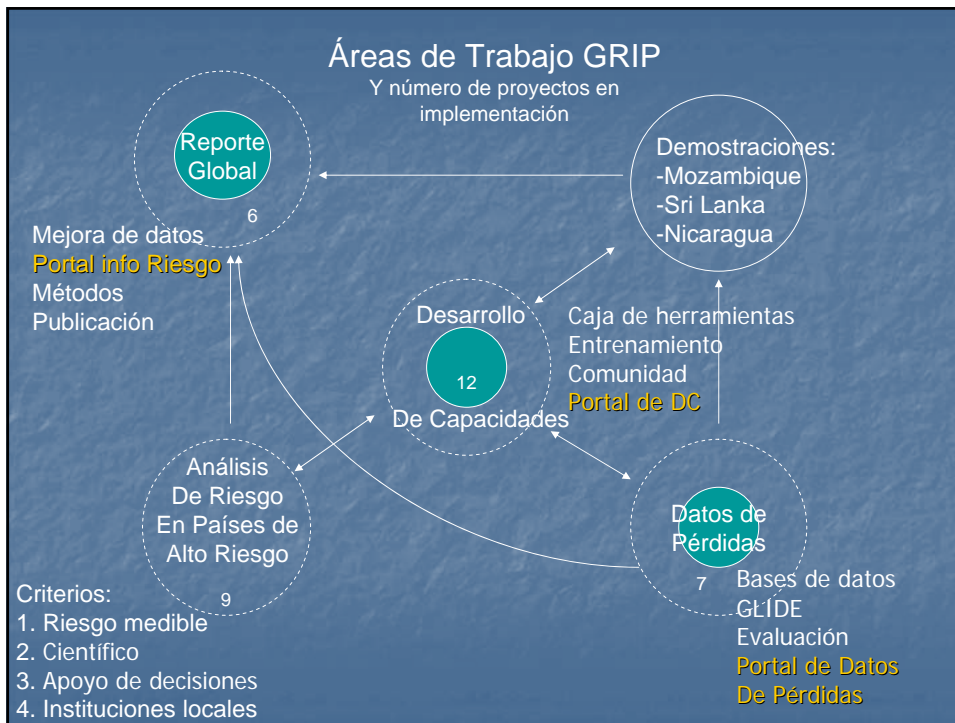 Áreas de Trabajo GRIP
Y número de proyectos en
implementación
Reporte
Global
6
Mejora de datos
Portal info Riesgo
Métodos
Publicación
Demostraciones:
-Mozambique
-Sri Lanka
-Nicaragua
Desarrollo
12
De Capacidades
Caja de herramientas
Entrenamiento
Comunidad
Portal de DC
Análisis
De Riesgo
En Países de
Alto Riesgo
9
Criterios:
1. Riesgo medible
2. Científico
3. Apoyo de decisiones
4. Instituciones locales
Datos de
Pérdidas
7
Bases de datos
GLIDE
Evaluación
Portal de Datos
De Pérdidas